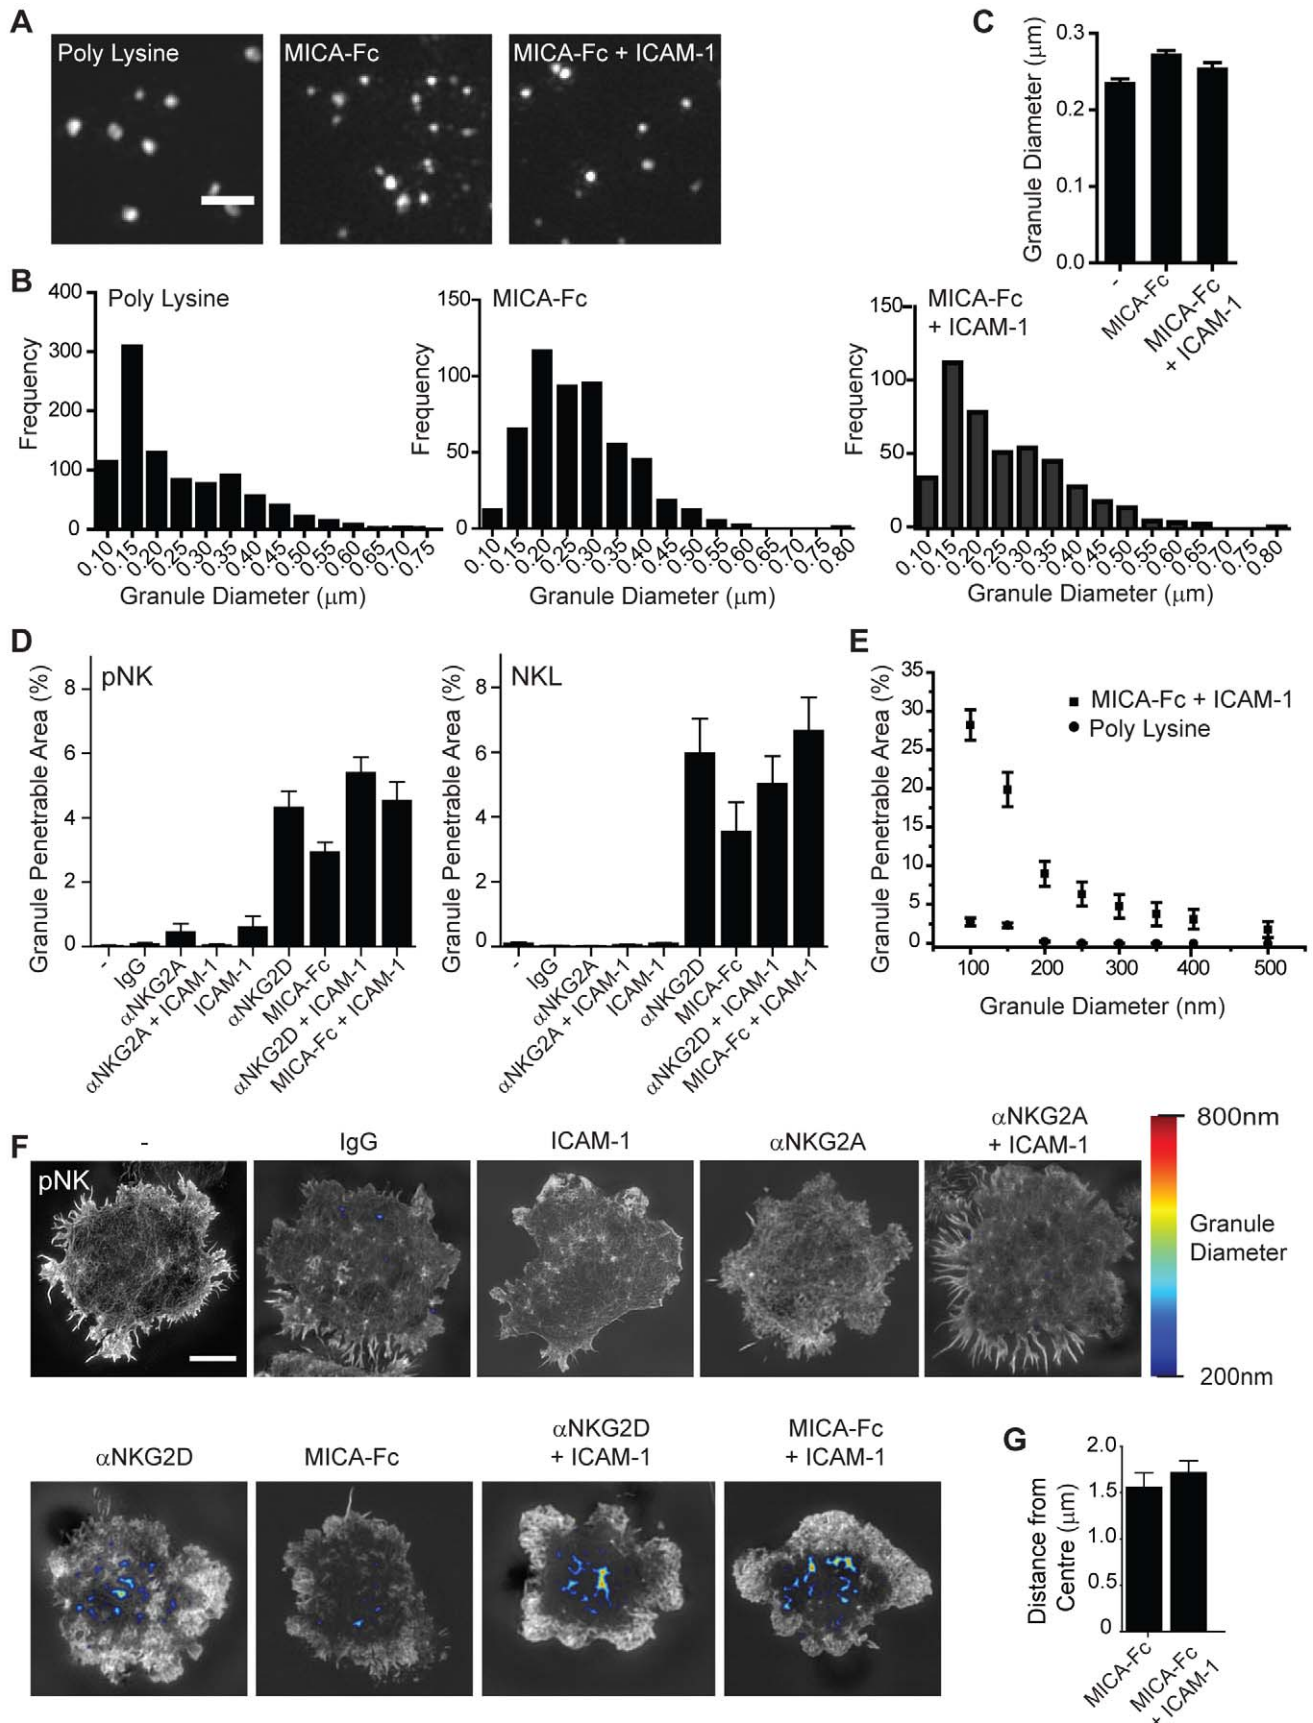 A
Poly Lysine
MICA-Fc
MICA-Fc + ICAM-1
C
Granule Diameter (μm)
0.3
0.2
0.1
0.0
-
MICA-Fc
MICA-Fc
+ ICAM-1
B
Poly Lysine
Frequency
400
300
200
100
0
0.10
0.15
0.20
0.25
0.30
0.35
0.40
0.45
0.50
0.55
0.60
0.65
0.70
0.75
Granule Diameter (μm)
MICA-Fc
Frequency
150
100
50
0
0.10
0.15
0.20
0.25
0.30
0.35
0.40
0.45
0.50
0.55
0.60
0.65
0.70
0.75
0.80
Granule Diameter (μm)
MICA-Fc
+ ICAM-1
Frequency
150
100
50
0
0.10
0.15
0.20
0.25
0.30
0.35
0.40
0.45
0.50
0.55
0.60
0.65
0.70
0.75
0.80
Granule Diameter (μm)
D
pNK
Granule Penetrable Area (%)
8
6
4
2
0
-
IgG
αNKG2A
αNKG2A + ICAM-1
ICAM-1
αNKG2D
MICA-Fc
αNKG2D + ICAM-1
MICA-Fc + ICAM-1
NKL
Granule Penetrable Area (%)
8
6
4
2
0
-
IgG
αNKG2A
αNKG2A + ICAM-1
ICAM-1
αNKG2D
MICA-Fc
αNKG2D + ICAM-1
MICA-Fc + ICAM-1
E
Granule Penetrable Area (%)
35
30
25
20
15
10
5
0
MICA-Fc + ICAM-1
Poly Lysine
100
200
300
400
500
Granule Diameter (nm)
F
-
IgG
ICAM-1
αNKG2A
αNKG2A
+ ICAM-1
pNK
800nm
Granule
Diameter
200nm
αNKG2D
MICA-Fc
αNKG2D
+ ICAM-1
MICA-Fc
+ ICAM-1
G
Distance from
Centre (μm)
2.0
1.5
1.0
0.5
0
MICA-Fc
MICA-Fc
+ ICAM-1